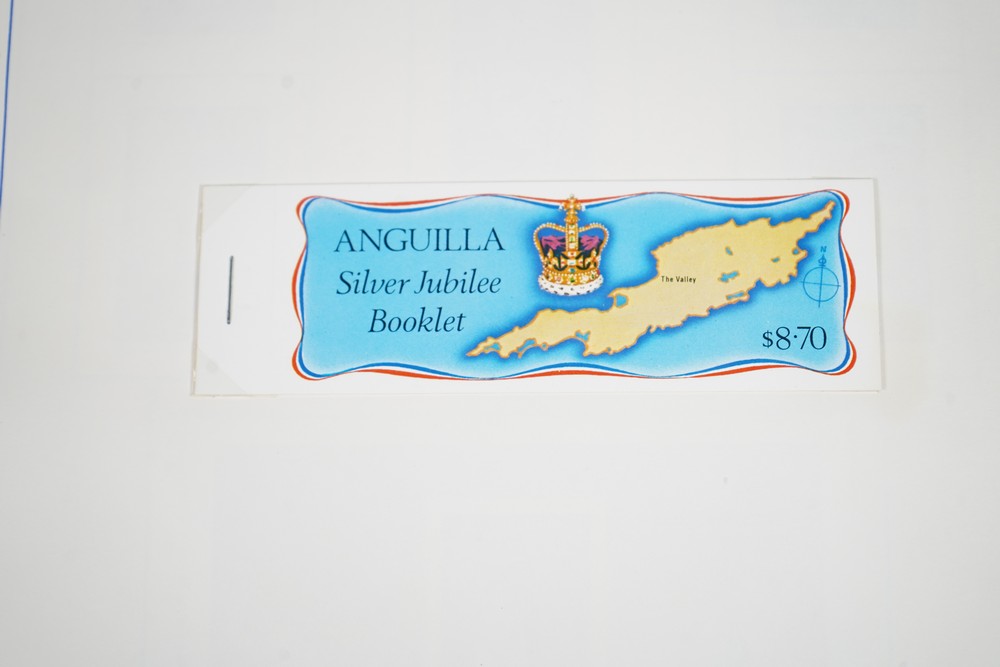 ANGUILLA
Silver Jubilee
Booklet
The Valley
N
$8·70